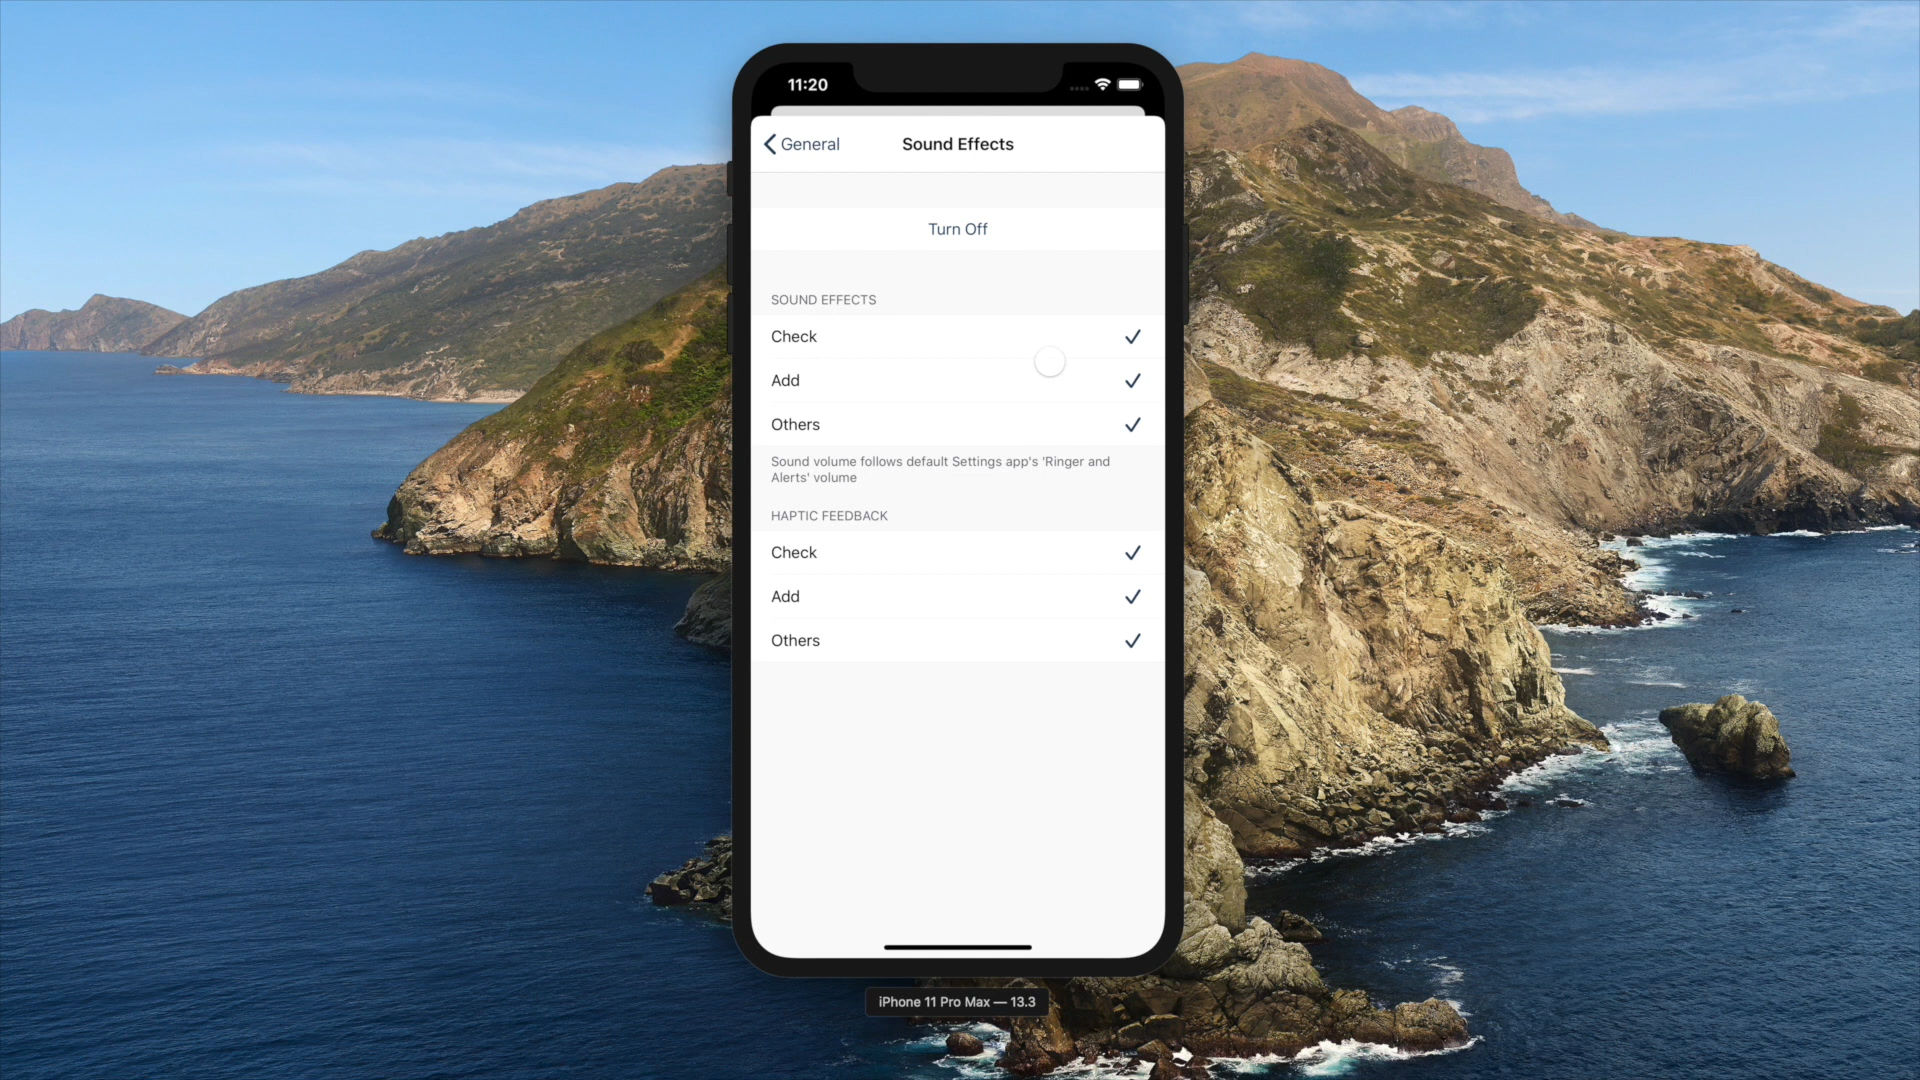 11:20
General
Sound Effects
Turn Off
SOUND EFFECTS
Check
Add
Others
Sound volume follows default Settings app's 'Ringer and
Alerts' volume
HAPTIC FEEDBACK
Check
Add
Others
iPhone 11 Pro Max — 13.3